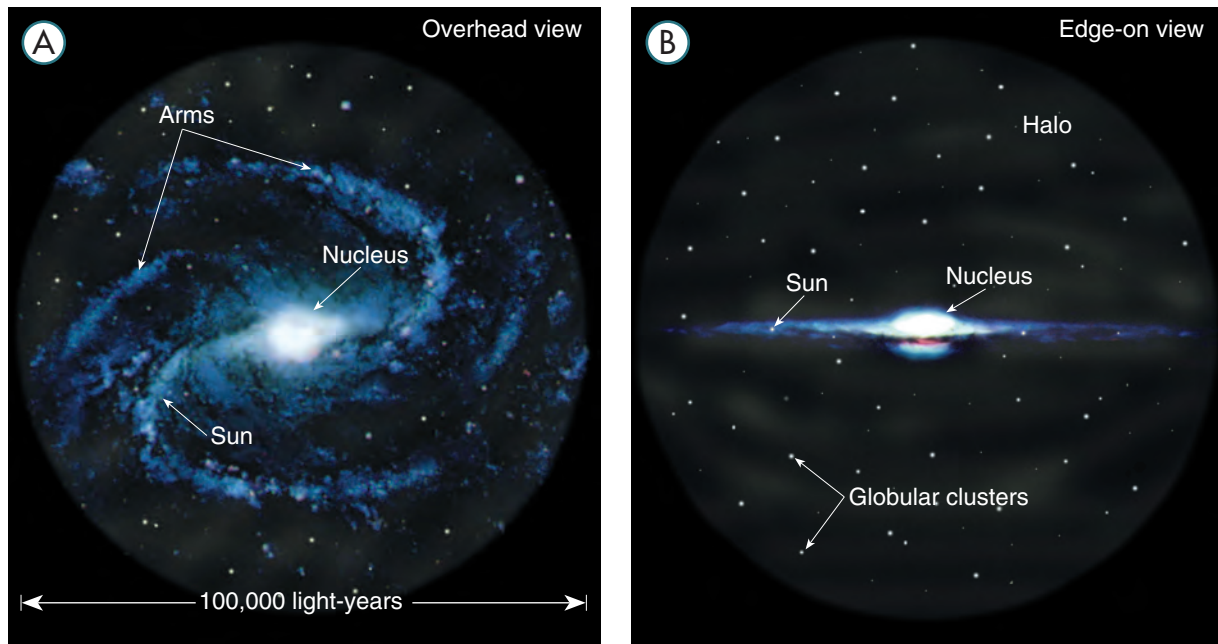 A
Overhead view
Arms
Nucleus
Sun
100,000 light-years
B
Edge-on view
Halo
Sun
Nucleus
Globular clusters